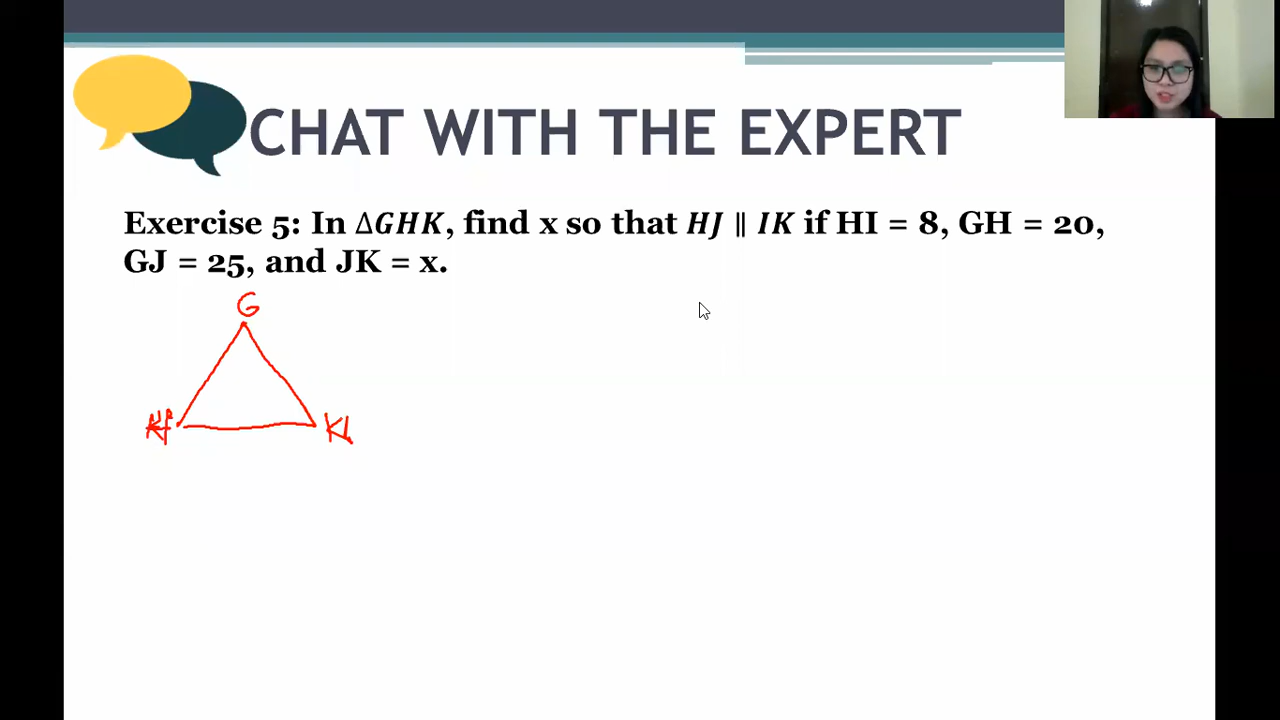 CHAT WITH THE EXPERT
Exercise 5: In ∆GHK, find x so that HJ ∥ IK if HI = 8, GH = 20,
GJ = 25, and JK = x.
G